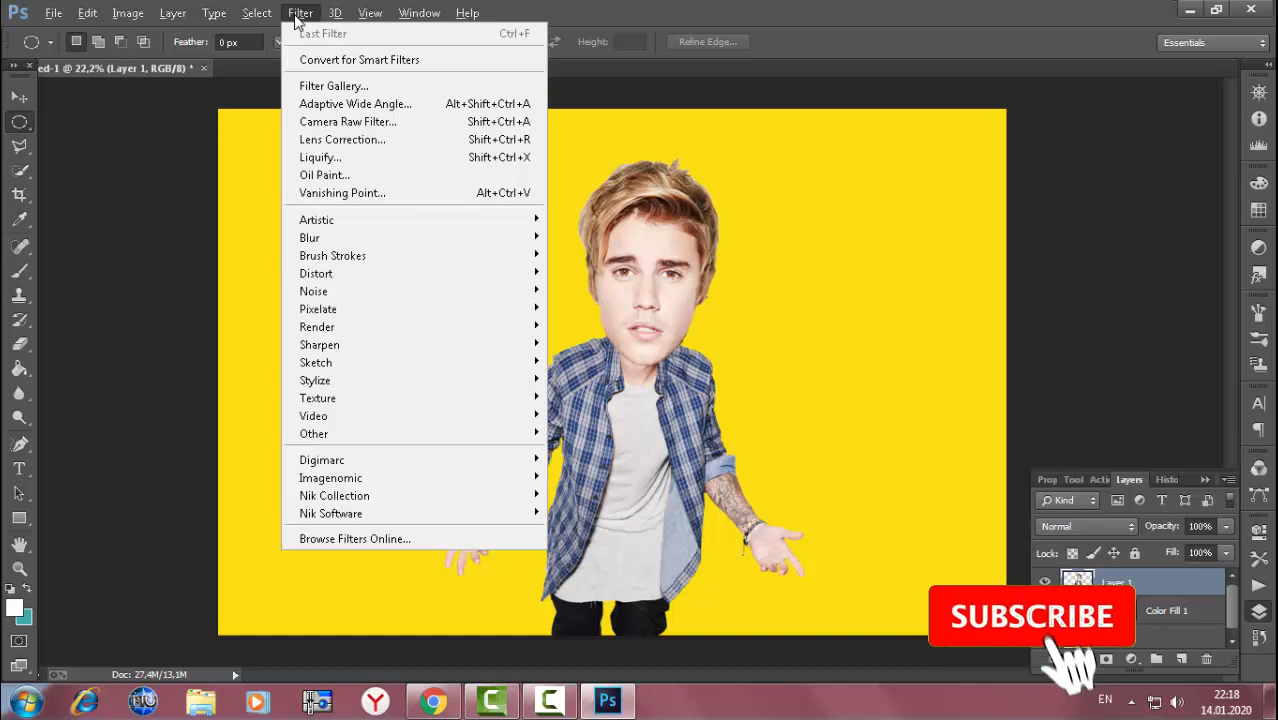 Ps File Edit Image Layer Type Select Filter 3D View Window Help
Feather: 0 px Height: Refine Edge... Essentials
ed-1 @ 22,2% (Layer 1, RGB/8) * ×
Last Filter Ctrl+F
Convert for Smart Filters
Filter Gallery...
Adaptive Wide Angle... Alt+Shift+Ctrl+A
Camera Raw Filter... Shift+Ctrl+A
Lens Correction... Shift+Ctrl+R
Liquify... Shift+Ctrl+X
Oil Paint...
Vanishing Point... Alt+Ctrl+V
Artistic
Blur
Brush Strokes
Distort
Noise
Pixelate
Render
Sharpen
Sketch
Stylize
Texture
Video
Other
Digimarc
Imagenomic
Nik Collection
Nik Software
Browse Filters Online...
Prop Tool Acti Layers Histo
Kind
Normal Opacity: 100%
Lock: Fill: 100%
Layer 1
Color Fill 1
SUBSCRIBE
Doc: 27,4M/13,1M
Ps EN 22:18
14.01.2020